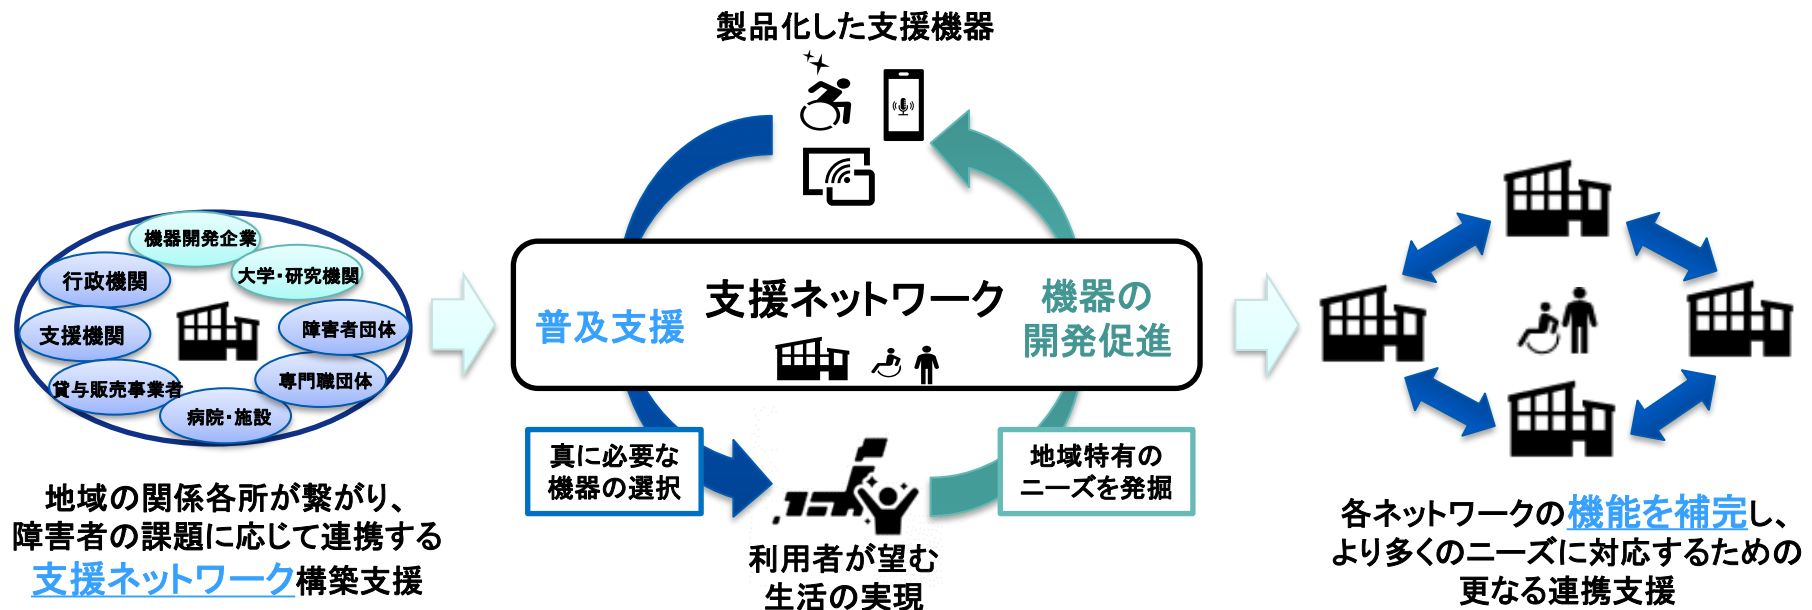 製品化した支援機器
機器開発企業
大学・研究機関
行政機関
支援機関
障害者団体
専門職団体
貸与販売事業者
病院・施設
地域の関係各所が繋がり、
障害者の課題に応じて連携する
支援ネットワーク構築支援
支援ネットワーク
普及支援
機器の
開発促進
真に必要な
機器の選択
地域特有の
ニーズを発掘
利用者が望む
生活の実現
各ネットワークの機能を補完し、
より多くのニーズに対応するための
更なる連携支援